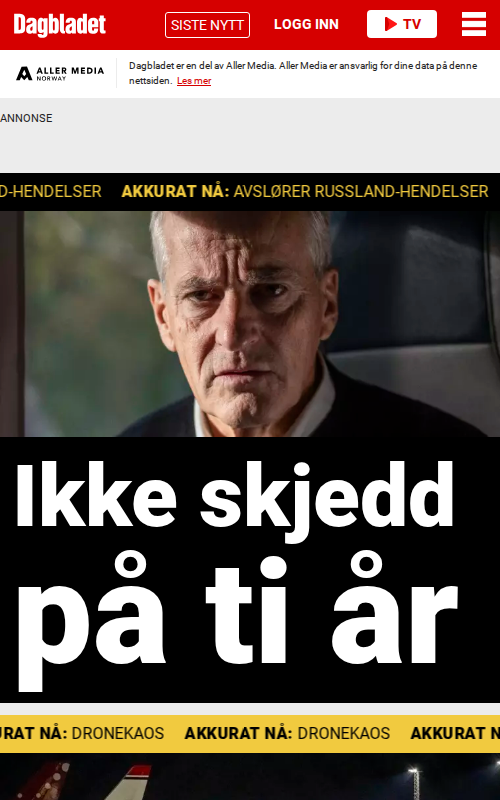 Dagbladet
SISTE NYTT
LOGG INN
TV
ALLER MEDIA
NORWAY
Dagbladet er en del av Aller Media. Aller Media er ansvarlig for dine data på denne
nettsiden. Les mer
ANNONSE
D-HENDELSER AKKURAT NÅ: AVSLØRER RUSSLAND-HENDELSER
Ikke skjedd
på ti år
URAT NÅ: DRONEKAOS AKKURAT NÅ: DRONEKAOS AKKURAT N